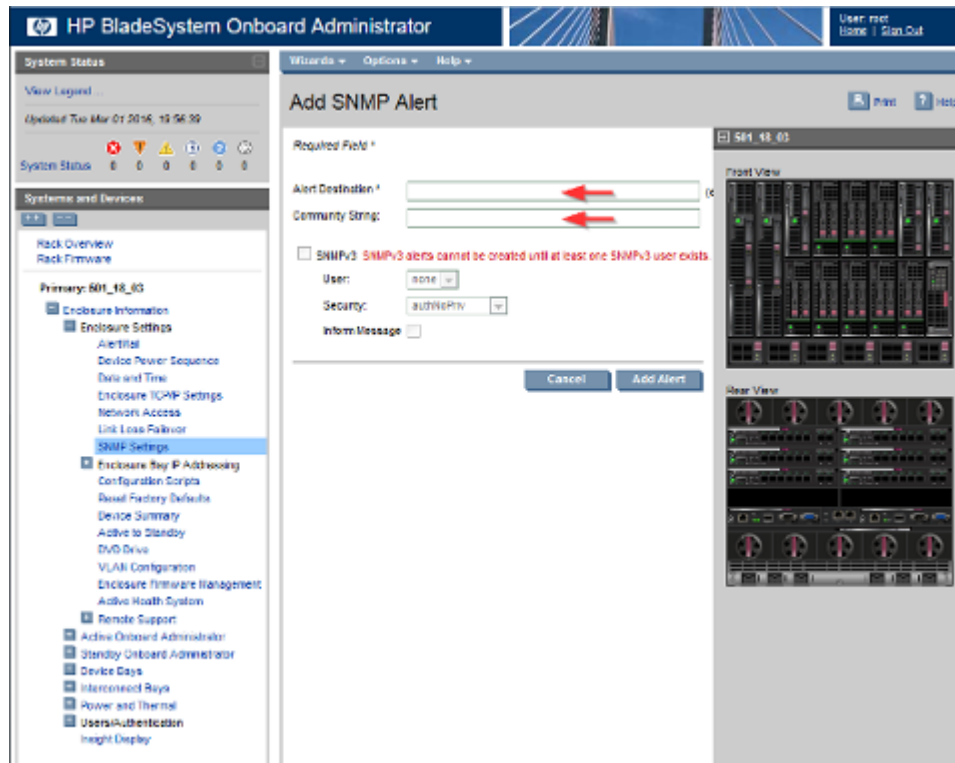 HP BladeSystem Onboard Administrator
User: root
Home | Sign Out
System Status
View Legend ...
Updated Tue Mar 01 2016, 19:56:39
System Status 0 0 0 0 0 0
Systems and Devices
Rack Overview
Rack Firmware
Primary: 501_18_03
Enclosure Information
Enclosure Settings
AlertMail
Device Power Sequence
Date and Time
Enclosure TCP/IP Settings
Network Access
Link Loss Failover
SNMP Settings
Enclosure Bay IP Addressing
Configuration Scripts
Reset Factory Defaults
Device Summary
Active to Standby
DVD Drive
VLAN Configuration
Enclosure Firmware Management
Active Health System
Remote Support
Active Onboard Administrator
Standby Onboard Administrator
Device Bays
Interconnect Bays
Power and Thermal
Users/Authentication
Insight Display
Wizards Options Help
Add SNMP Alert
Print Help
Required Field *
Alert Destination *
Community String:
SNMPv3 SNMPv3 alerts cannot be created until at least one SNMPv3 user exists.
User: none
Security: authNoPriv
Inform Message
Cancel Add Alert
501_18_03
Front View
Rear View